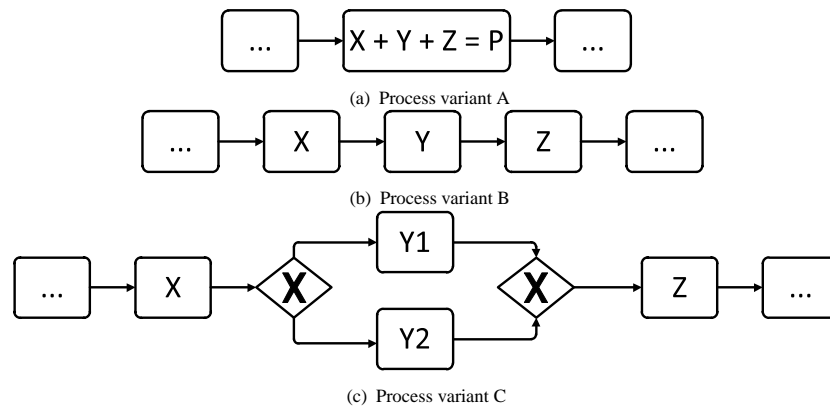 ... X + Y + Z = P ...
(a) Process variant A
... X Y Z ...
(b) Process variant B
Y1
... X X X Z ...
Y2
(c) Process variant C